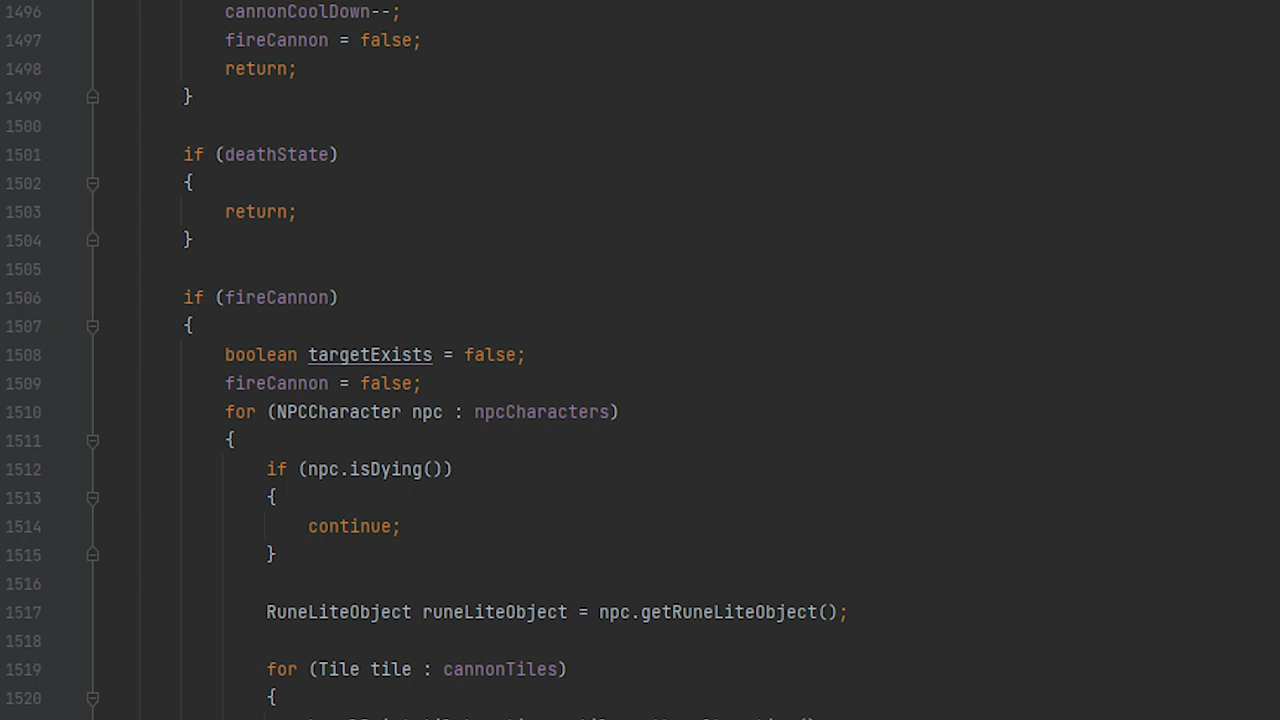 1496 cannonCoolDown--;
1497 fireCannon = false;
1498 return;
1499 }
1500
1501 if (deathState)
1502 {
1503 return;
1504 }
1505
1506 if (fireCannon)
1507 {
1508 boolean targetExists = false;
1509 fireCannon = false;
1510 for (NPCCharacter npc : npcCharacters)
1511 {
1512 if (npc.isDying())
1513 {
1514 continue;
1515 }
1516
1517 RuneLiteObject runeLiteObject = npc.getRuneLiteObject();
1518
1519 for (Tile tile : cannonTiles)
1520 {